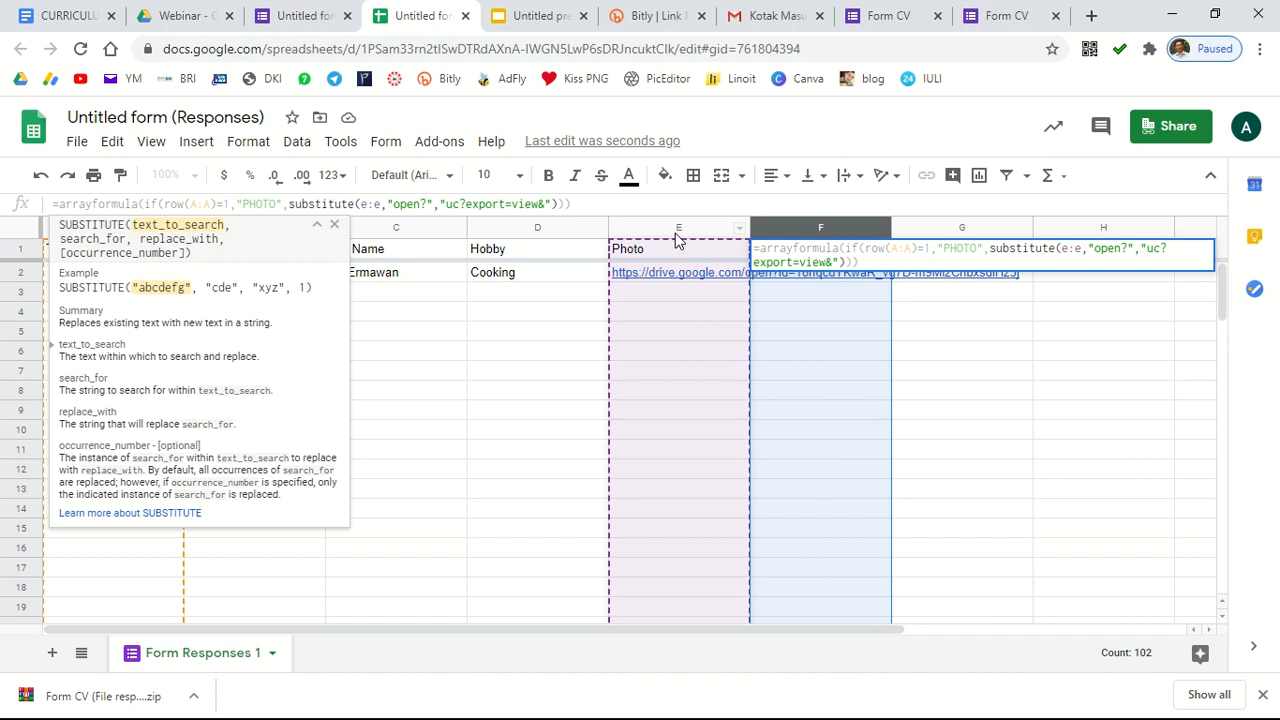 CURRICULU
Webinar - G
Untitled for
Untitled for
Untitled pre
Bitly | Link M
Kotak Masu
Form CV
Form CV
docs.google.com/spreadsheets/d/1PSam33rn2tlSwDTRdAXnA-IWGN5LwP6sDRJncuktClk/edit#gid=761804394
Paused
YM
BRI
DKI
Bitly
AdFly
Kiss PNG
PicEditor
Linoit
Canva
blog
IULI
Untitled form (Responses)
Share
A
File Edit View Insert Format Data Tools Form Add-ons Help Last edit was seconds ago
100% $ % .0 .00 123 Default (Ari... 10 B I S A
fx =arrayformula(if(row(A:A)=1,"PHOTO",substitute(e:e,"open?","uc?export=view&")))
C D E F G H
SUBSTITUTE(text_to_search,
search_for, replace_with,
[occurrence_number])
Example
SUBSTITUTE("abcdefg", "cde", "xyz", 1)
Summary
Replaces existing text with new text in a string.
text_to_search
The text within which to search and replace.
search_for
The string to search for within text_to_search.
replace_with
The string that will replace search_for.
occurrence_number - [optional]
The instance of search_for within text_to_search to replace
with replace_with. By default, all occurrences of search_for
are replaced; however, if occurrence_number is specified, only
the indicated instance of search_for is replaced.
Learn more about SUBSTITUTE
1 Name Hobby Photo
=arrayformula(if(row(A:A)=1,"PHOTO",substitute(e:e,"open?","uc?
export=view&")))
2 Ermawan Cooking https://drive.google.com/
3
4
5
6
7
8
9
10
11
12
13
14
15
16
17
18
19
Form Responses 1
Count: 102
Form CV (File resp....zip
Show all